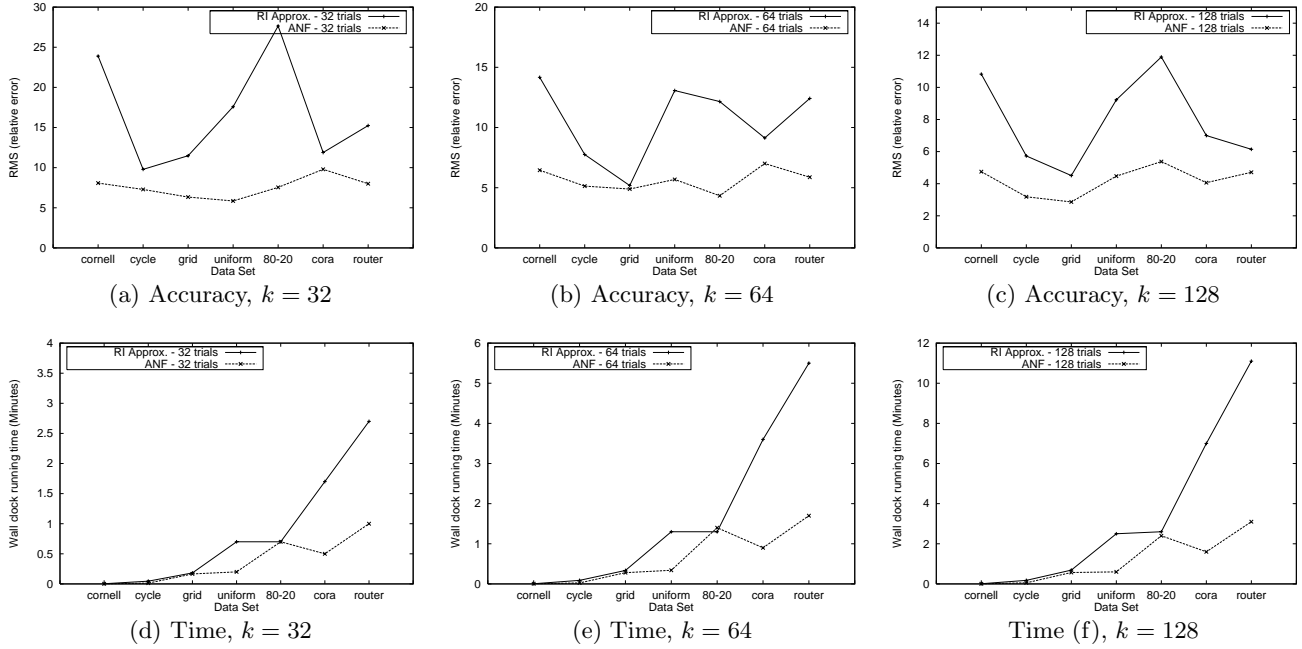 RI Approx. - 32 trials
ANF - 32 trials
30
25
20
15
10
5
0
RMS (relative error)
cornell cycle grid uniform 80-20 cora router
Data Set
(a) Accuracy, k = 32
RI Approx. - 64 trials
ANF - 64 trials
20
15
10
5
0
RMS (relative error)
cornell cycle grid uniform 80-20 cora router
Data Set
(b) Accuracy, k = 64
RI Approx. - 128 trials
ANF - 128 trials
14
12
10
8
6
4
2
0
RMS (relative error)
cornell cycle grid uniform 80-20 cora router
Data Set
(c) Accuracy, k = 128
RI Approx. - 32 trials
ANF - 32 trials
4
3.5
3
2.5
2
1.5
1
0.5
0
Wall clock running time (Minutes)
cornell cycle grid uniform 80-20 cora router
Data Set
(d) Time, k = 32
RI Approx. - 64 trials
ANF - 64 trials
6
5
4
3
2
1
0
Wall clock running time (Minutes)
cornell cycle grid uniform 80-20 cora router
Data Set
(e) Time, k = 64
RI Approx. - 128 trials
ANF - 128 trials
12
10
8
6
4
2
0
Wall clock running time (Minutes)
cornell cycle grid uniform 80-20 cora router
Data Set
Time (f), k = 128